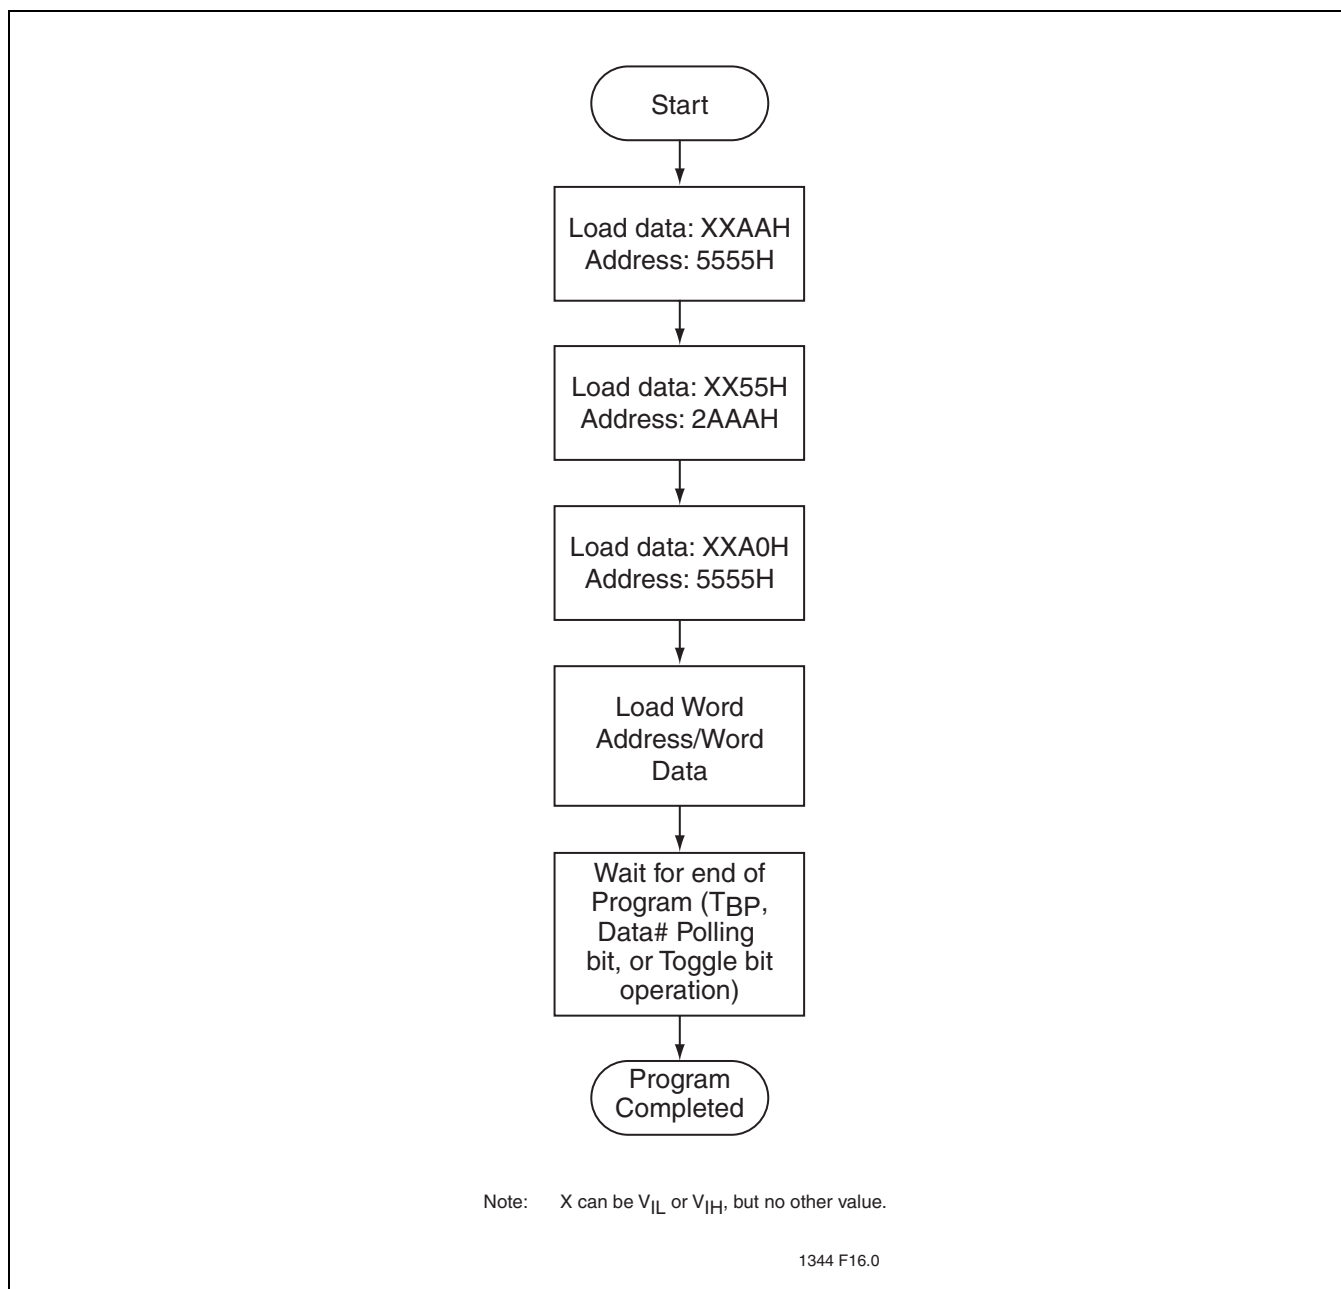 Start
Load data: XXAAH
Address: 5555H
Load data: XX55H
Address: 2AAAH
Load data: XXA0H
Address: 5555H
Load Word
Address/Word
Data
Wait for end of
Program (TBP,
Data# Polling
bit, or Toggle bit
operation)
Program
Completed
Note: X can be VIL or VIH, but no other value.
1344 F16.0